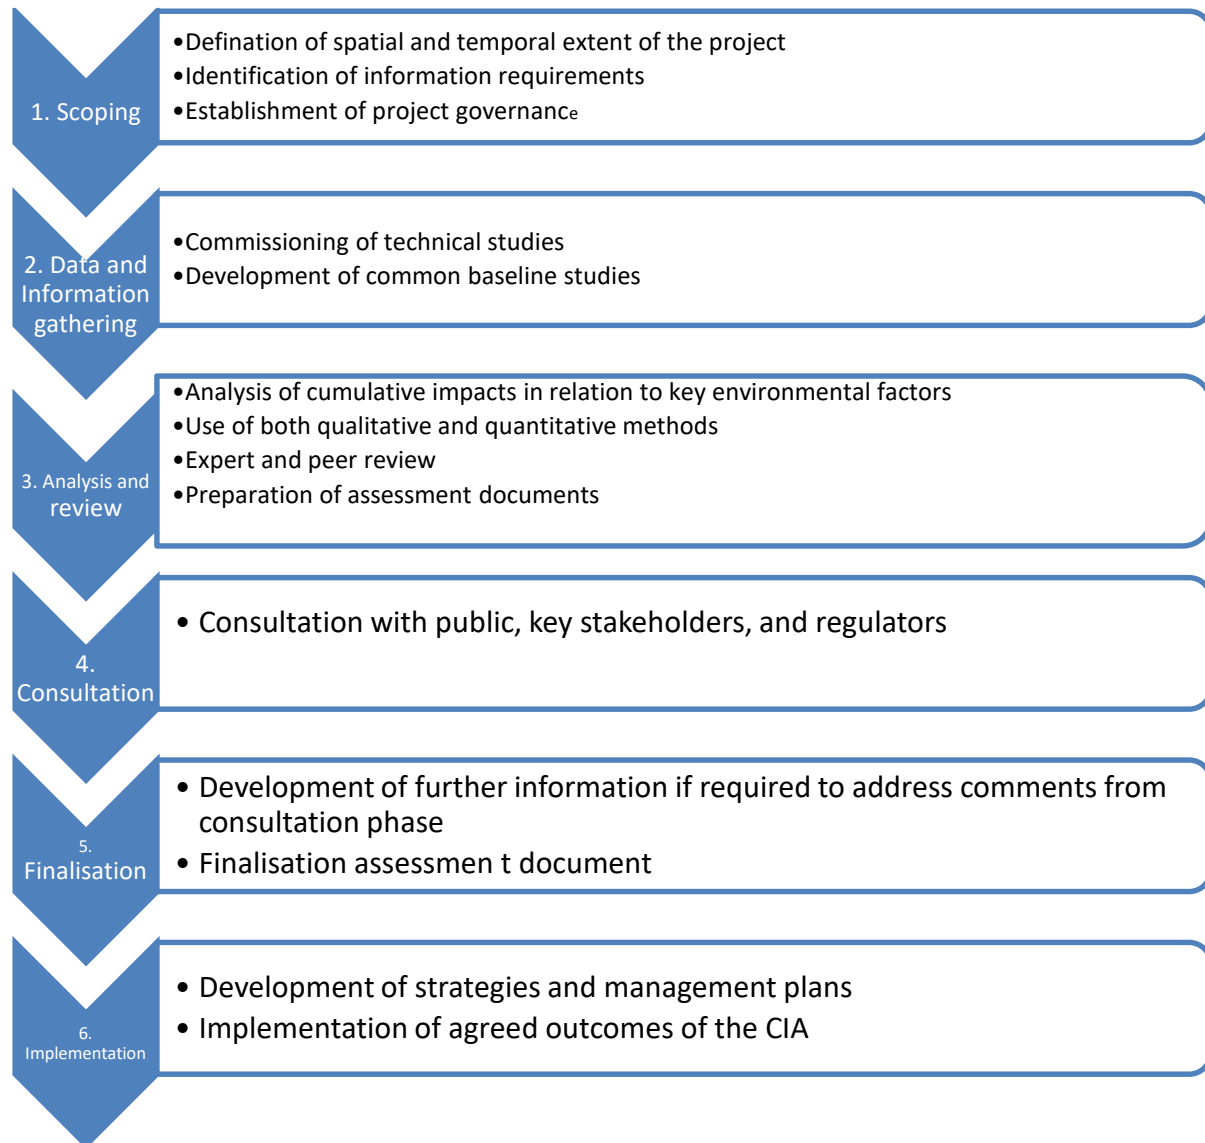 1. Scoping
•Defination of spatial and temporal extent of the project
•Identification of information requirements
•Establishment of project governance
2. Data and
Information
gathering
•Commissioning of technical studies
•Development of common baseline studies
3. Analysis and
review
•Analysis of cumulative impacts in relation to key environmental factors
•Use of both qualitative and quantitative methods
•Expert and peer review
•Preparation of assessment documents
4.
Consultation
• Consultation with public, key stakeholders, and regulators
5.
Finalisation
• Development of further information if required to address comments from
consultation phase
• Finalisation assessmen t document
6.
Implementation
• Development of strategies and management plans
• Implementation of agreed outcomes of the CIA